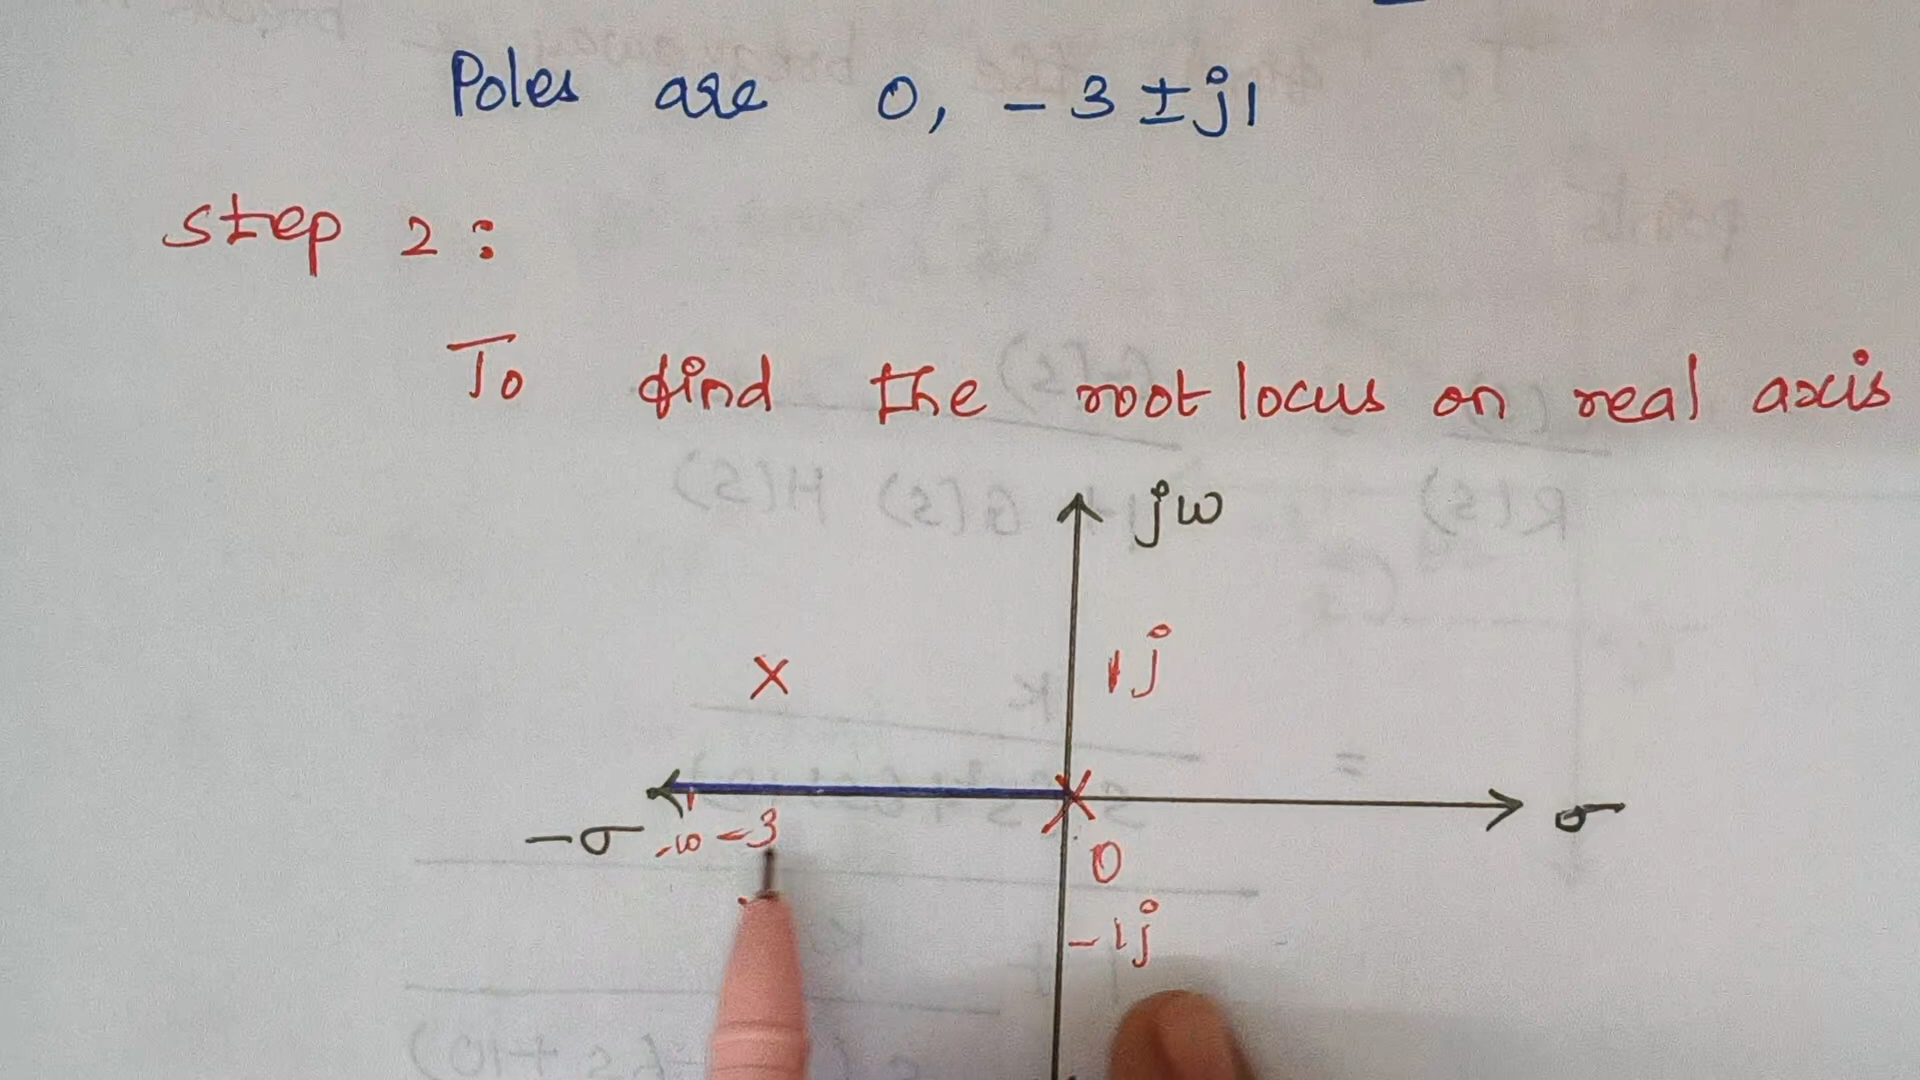 Poles are 0, -3 ±j1
Step 2:
To find the root locus on real axis
jω
1j
-σ
-3
0
σ
-1j